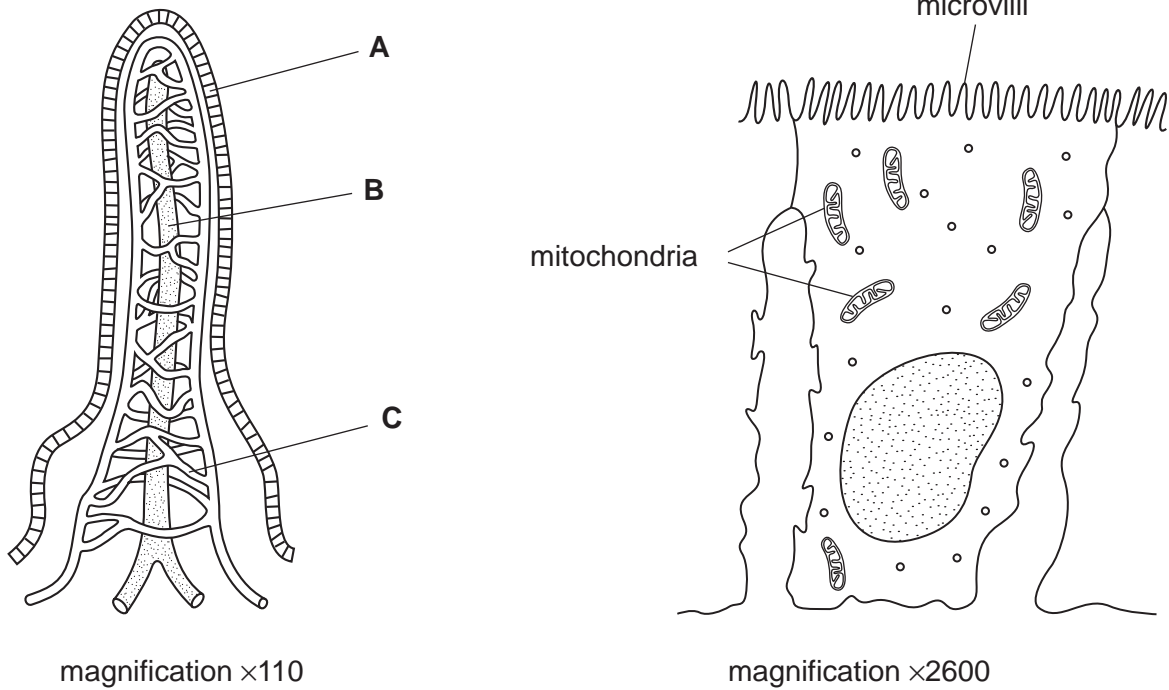 microvilli
A
B
mitochondria
C
magnification ×110
magnification ×2600